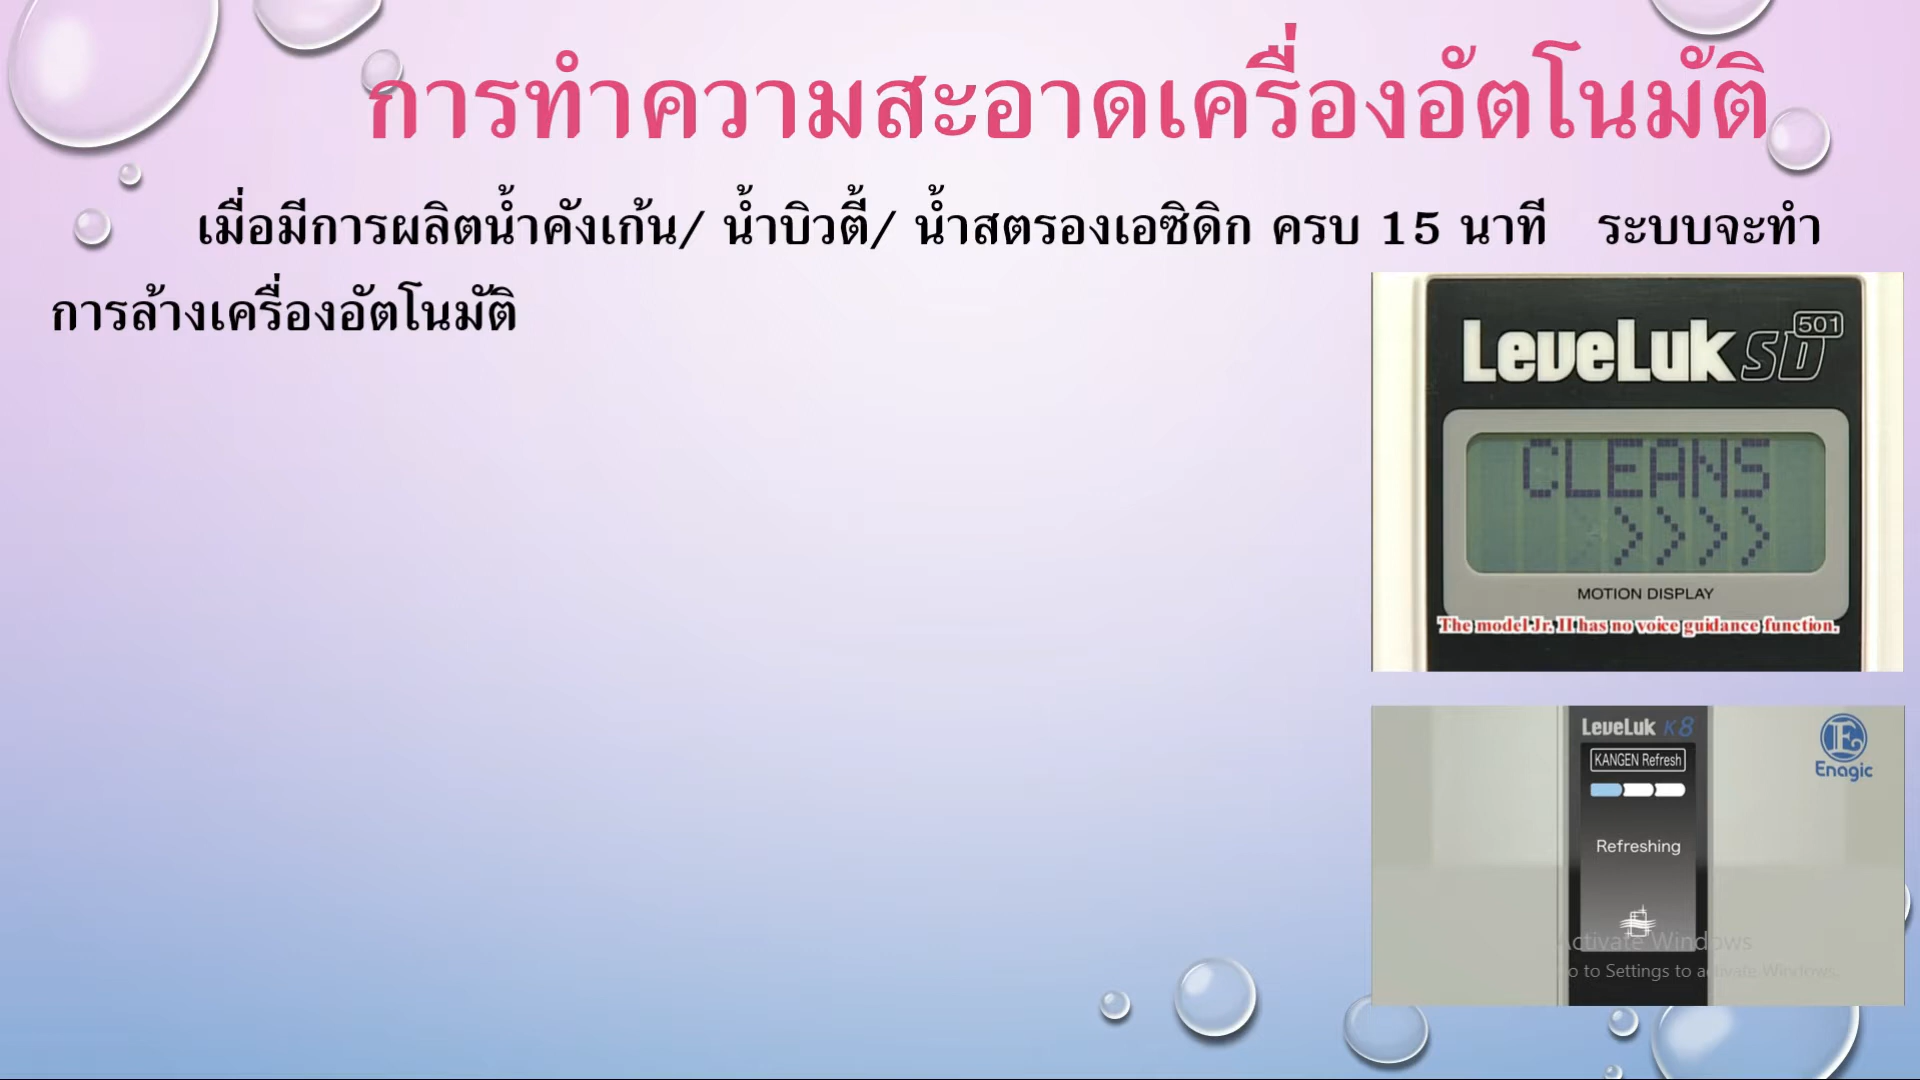 การทำความสะอาดเครื่องอัตโนมัติ
เมื่อมีการผลิตน้ำคังเก้น/ น้ำบิวตี้/ น้ำสตรองเอซิดิก ครบ 15 นาที ระบบจะทำ
การล้างเครื่องอัตโนมัติ
LeveLuk SD 501
CLEANS
>>>>
MOTION DISPLAY
The model Jr. II has no voice guidance function.
LeveLuk K8
KANGEN Refresh
Enagic
Refreshing
Activate Windows
Go to Settings to activate Windows.